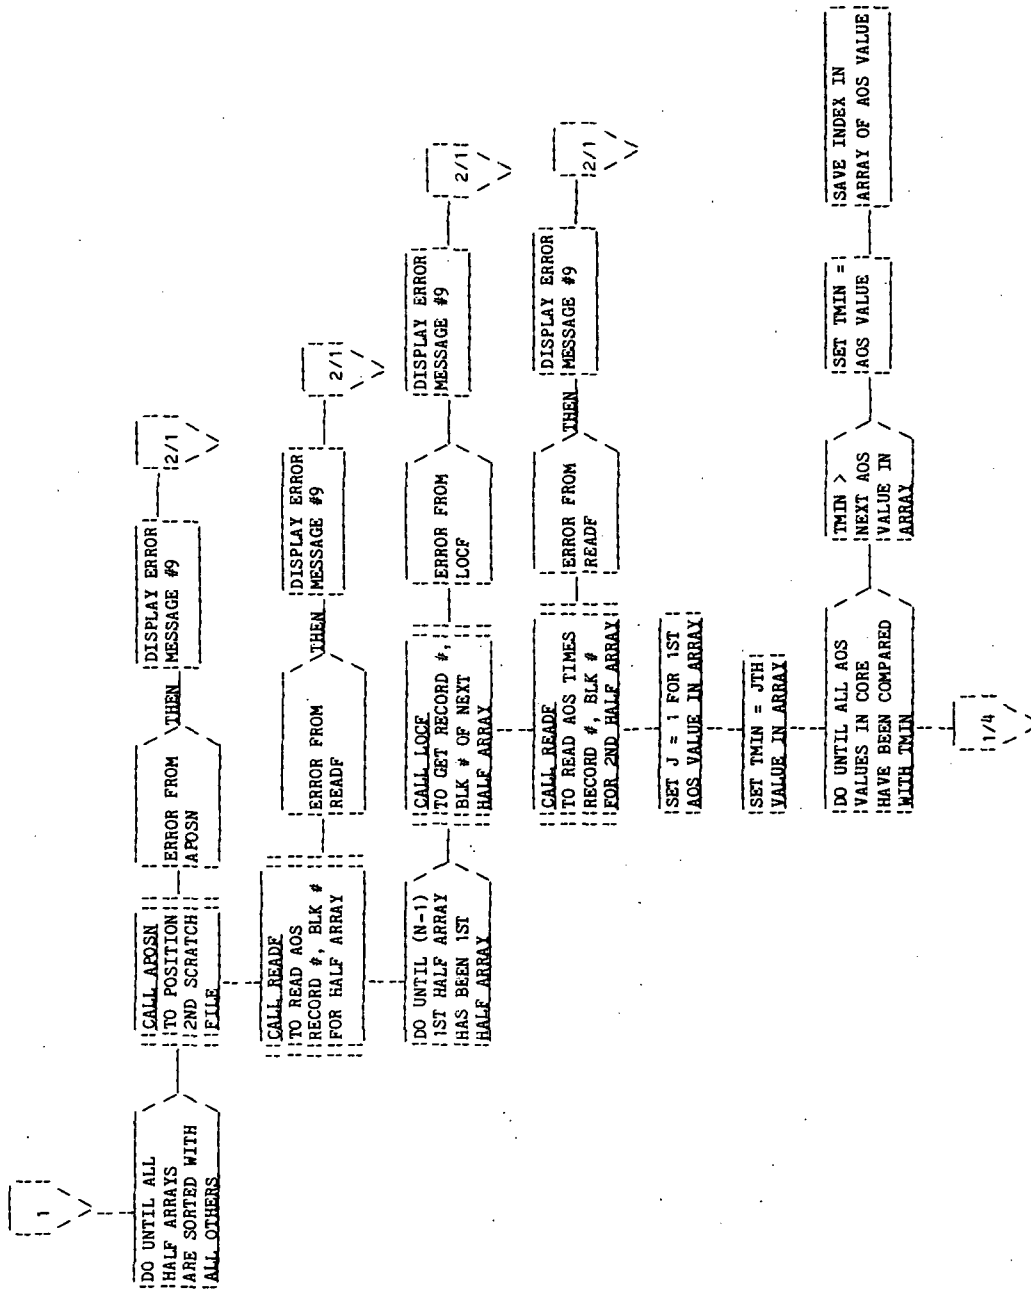 1
DO UNTIL ALL
HALF ARRAYS
ARE SORTED WITH
ALL OTHERS
CALL APOSN
TO POSITION
2ND SCRATCH
FILE
ERROR FROM
APOSN
THEN
DISPLAY ERROR
MESSAGE #9
2/1
CALL READF
TO READ AOS
RECORD #, BLK #
FOR HALF ARRAY
ERROR FROM
READF
THEN
DISPLAY ERROR
MESSAGE #9
2/1
DO UNTIL (N-1)
1ST HALF ARRAY
HAS BEEN 1ST
HALF ARRAY
CALL LOCF
TO GET RECORD #,
BLK # OF NEXT
HALF ARRAY
ERROR FROM
LOCF
DISPLAY ERROR
MESSAGE #9
2/1
CALL READF
TO READ AOS TIMES
RECORD #, BLK #
FOR 2ND HALF ARRAY
ERROR FROM
READF
THEN
DISPLAY ERROR
MESSAGE #9
2/1
SET J = 1 FOR 1ST
AOS VALUE IN ARRAY
SET TMIN = JTH
VALUE IN ARRAY
DO UNTIL ALL AOS
VALUES IN CORE
HAVE BEEN COMPARED
WITH TMIN
TMIN >
NEXT AOS
VALUE IN
ARRAY
SET TMIN =
AOS VALUE
SAVE INDEX IN
ARRAY OF AOS VALUE
1/4